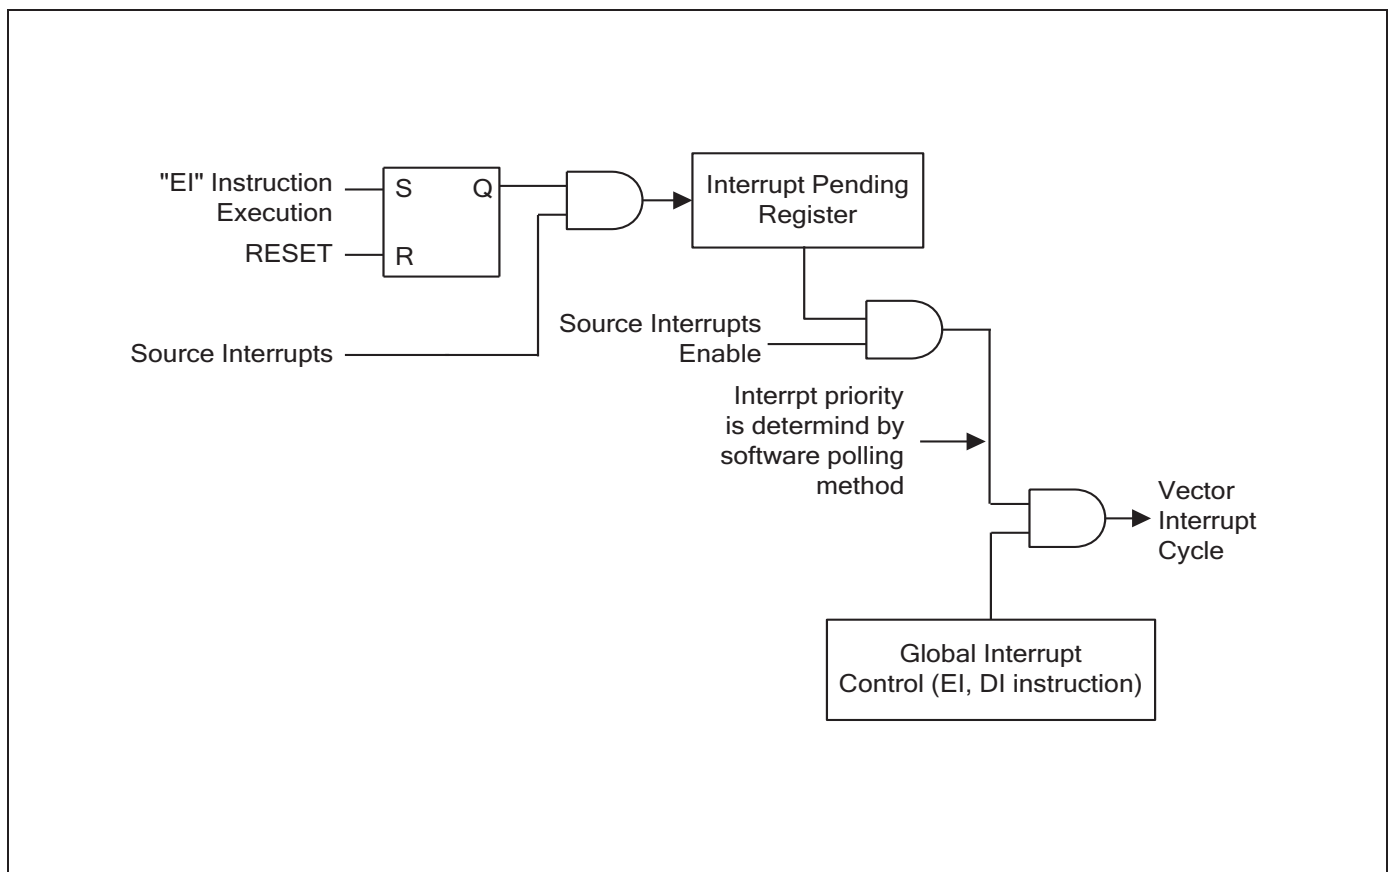 "EI" Instruction
Execution
S
Q
RESET
R
Interrupt Pending
Register
Source Interrupts
Source Interrupts
Enable
Interrpt priority
is determind by
software polling
method
Vector
Interrupt
Cycle
Global Interrupt
Control (EI, DI instruction)